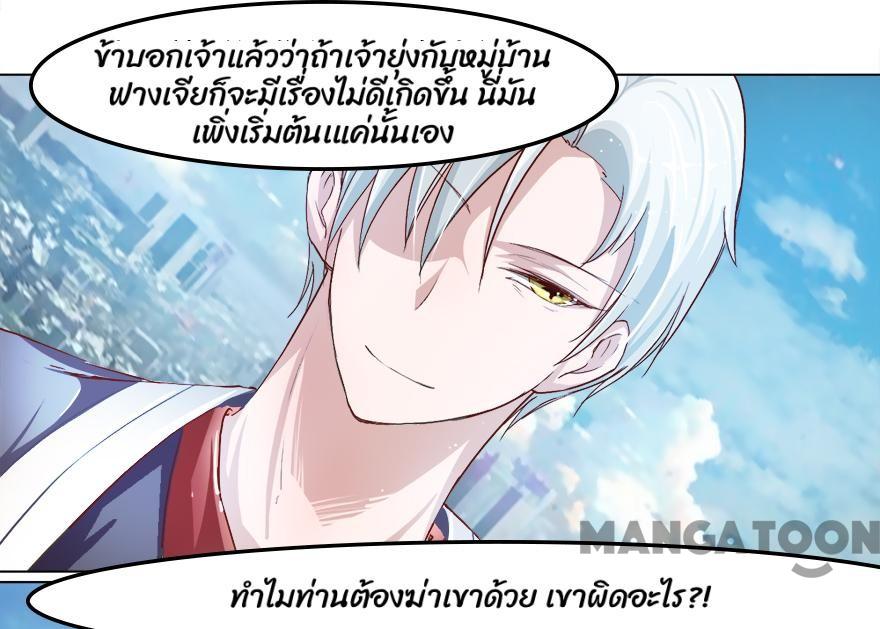 ข้าบอกเจ้าแล้วว่าถ้าเจ้ายุ่งกับหมู่บ้าน
ฟางเจียก็จะมีเรื่องไม่ดีเกิดขึ้น นี่มัน
เพิ่งเริ่มต้นแค่นั้นเอง
MANGATOON
ทำไมท่านต้องฆ่าเขาด้วย เขาผิดอะไร?!